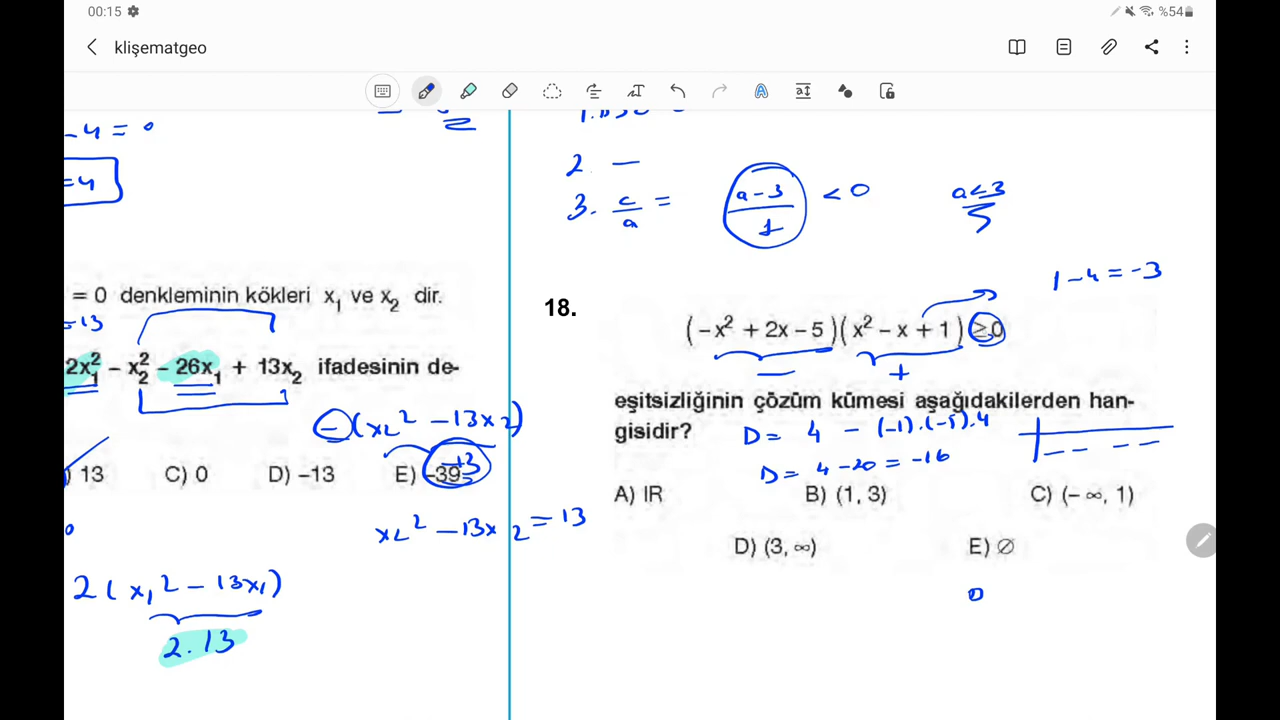 00:15
%54
klişematgeo
-4 = 0
=4
= 0 denkleminin kökleri x₁ ve x₂ dir.
=13
2x₁² − x₂² − 26x₁ + 13x₂ ifadesinin de-
−(x₂² − 13x₂)
13
) 13 C) 0 D) −13 E) −39
x₂² − 13x₂ = 13
2(x₁² − 13x₁)
2.13
2. —
3. c/a = (a−3)/1 < 0 a<3
1−4 = −3
18.
(−x² + 2x − 5)(x² − x + 1) ≥ 0
− +
eşitsizliğinin çözüm kümesi aşağıdakilerden han-
gisidir?
D = 4 − (−1).(−5).4
D = 4−20 = −16
A) IR B) (1, 3) C) (−∞, 1)
D) (3, ∞) E) ∅